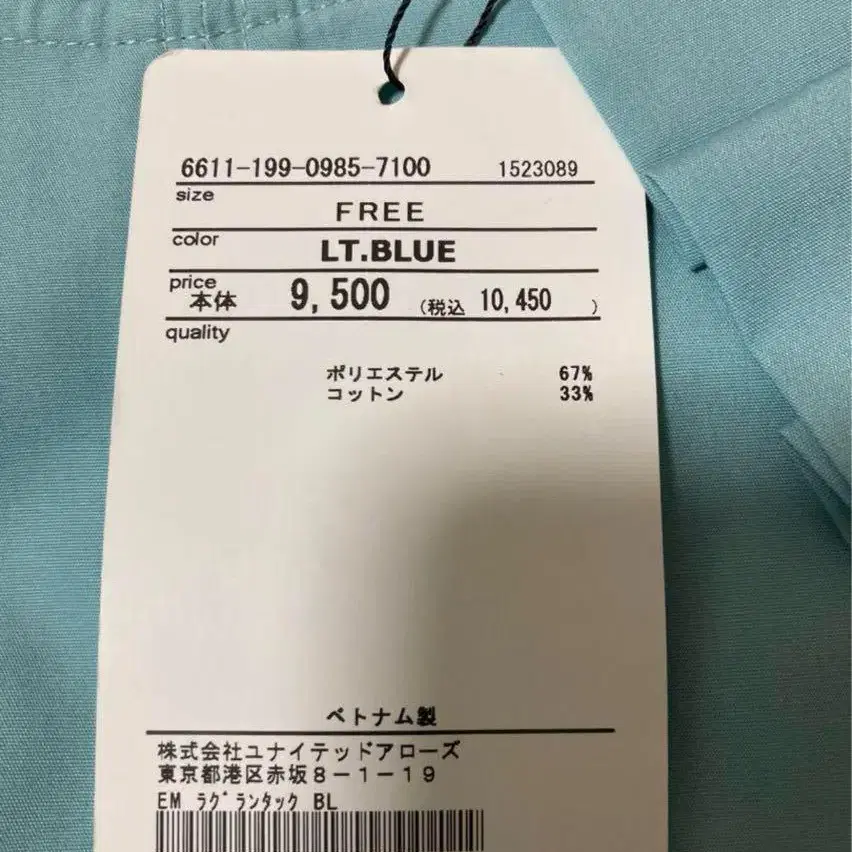 6611-199-0985-7100 1523089
size
FREE
color
LT.BLUE
price
本体 9,500 (税込 10,450 )
quality
ポリエステル 67%
コットン 33%
ベトナム製
株式会社ユナイテッドアローズ
東京都港区赤坂8-1-19
EM ラグランタック BL